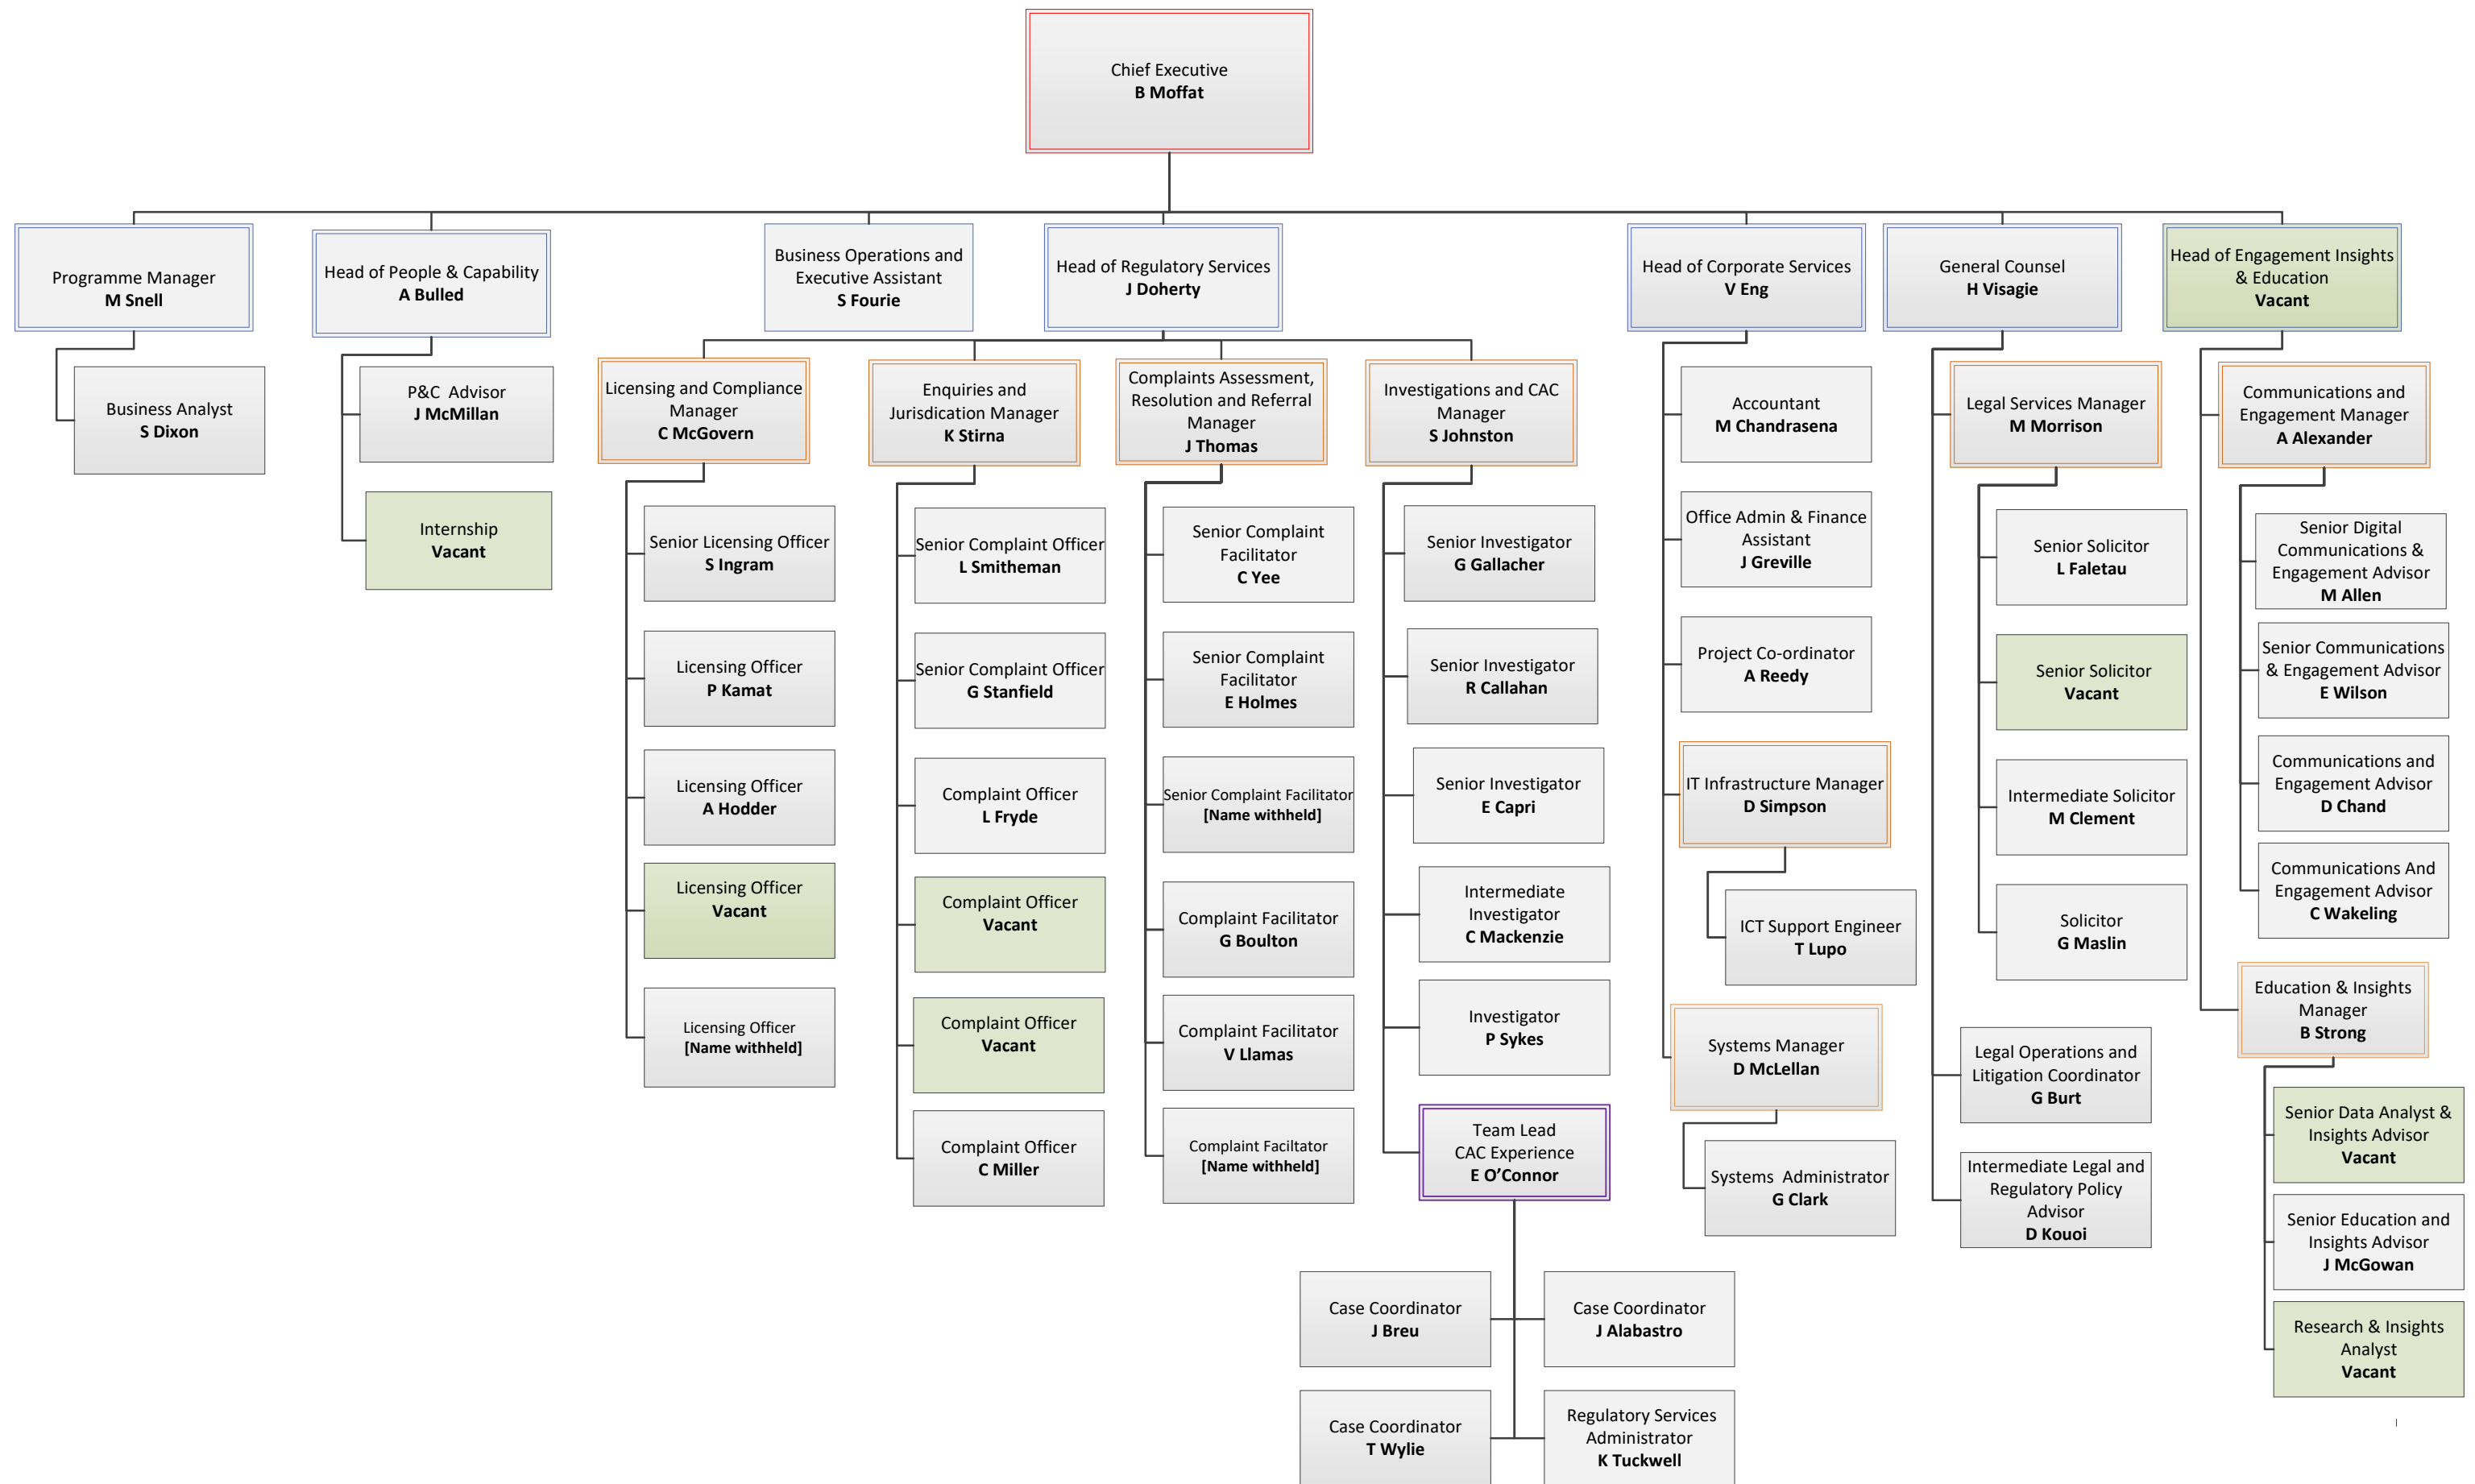 Chief Executive
B Moffat
Programme Manager
M Snell
Head of People & Capability
A Bulled
Business Operations and
Executive Assistant
S Fourie
Head of Regulatory Services
J Doherty
Head of Corporate Services
V Eng
General Counsel
H Visagie
Head of Engagement Insights
& Education
Vacant
Business Analyst
S Dixon
P&C  Advisor
J McMillan
Internship
Vacant
Licensing and Compliance
Manager
C McGovern
Senior Licensing Officer
S Ingram
Licensing Officer
P Kamat
Licensing Officer
A Hodder
Licensing Officer
Vacant
Licensing Officer
[Name withheld]
Enquiries and
Jurisdication Manager
K Stirna
Senior Complaint Officer
L Smitheman
Senior Complaint Officer
G Stanfield
Complaint Officer
L Fryde
Complaint Officer
Vacant
Complaint Officer
Vacant
Complaint Officer
C Miller
Complaints Assessment,
Resolution and Referral
Manager
J Thomas
Senior Complaint
Facilitator
C Yee
Senior Complaint
Facilitator
E Holmes
Senior Complaint Facilitator
[Name withheld]
Complaint Facilitator
G Boulton
Complaint Facilitator
V Llamas
Complaint Faciltator
[Name withheld]
Investigations and CAC
Manager
S Johnston
Senior Investigator
G Gallacher
Senior Investigator
R Callahan
Senior Investigator
E Capri
Intermediate
Investigator
C Mackenzie
Investigator
P Sykes
Team Lead
CAC Experience
E O’Connor
Case Coordinator
J Breu
Case Coordinator
J Alabastro
Case Coordinator
T Wylie
Regulatory Services
Administrator
K Tuckwell
Accountant
M Chandrasena
Office Admin & Finance
Assistant
J Greville
Project Co-ordinator
A Reedy
IT Infrastructure Manager
D Simpson
ICT Support Engineer
T Lupo
Systems Manager
D McLellan
Systems  Administrator
G Clark
Legal Services Manager
M Morrison
Senior Solicitor
L Faletau
Senior Solicitor
Vacant
Intermediate Solicitor
M Clement
Solicitor
G Maslin
Legal Operations and
Litigation Coordinator
G Burt
Intermediate Legal and
Regulatory Policy
Advisor
D Kouoi
Communications and
Engagement Manager
A Alexander
Senior Digital
Communications &
Engagement Advisor
M Allen
Senior Communications
& Engagement Advisor
E Wilson
Communications and
Engagement Advisor
D Chand
Communications And
Engagement Advisor
C Wakeling
Education & Insights
Manager
B Strong
Senior Data Analyst &
Insights Advisor
Vacant
Senior Education and
Insights Advisor
J McGowan
Research & Insights
Analyst
Vacant